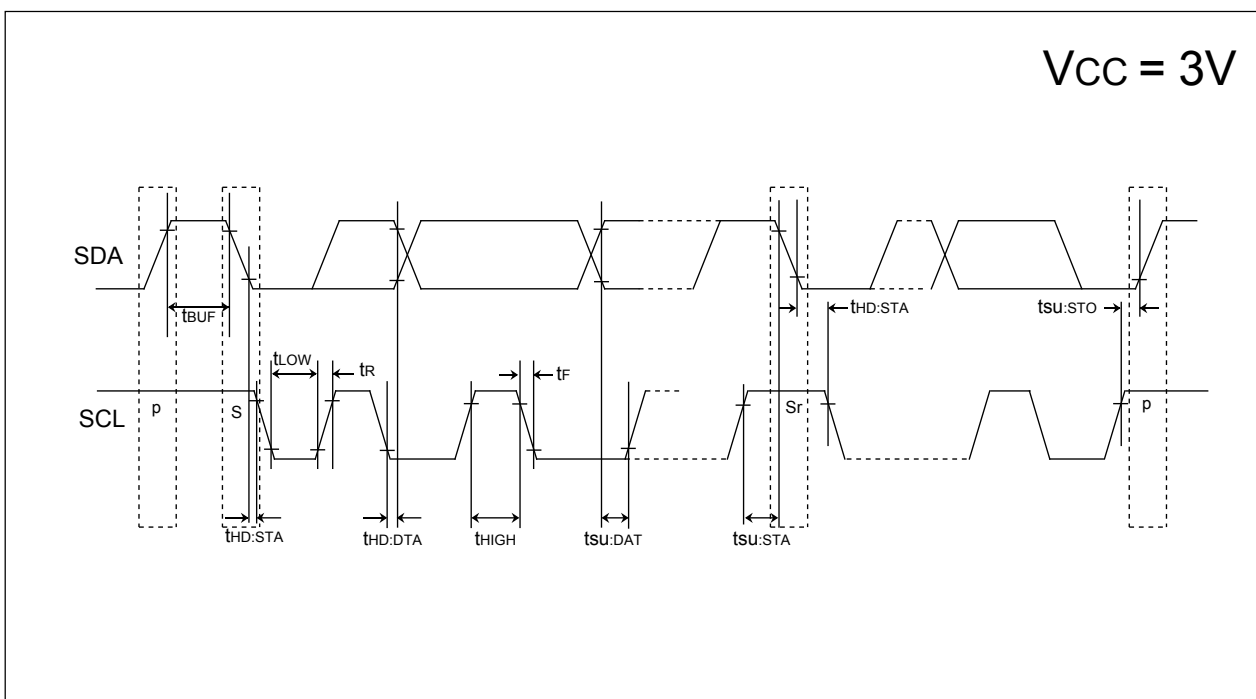 VCC = 3V
SDA
tBUF
tHD:STA
tsu:STO
tLOW
tR
tF
SCL
p
S
Sr
p
tHD:STA
tHD:DTA
tHIGH
tsu:DAT
tsu:STA